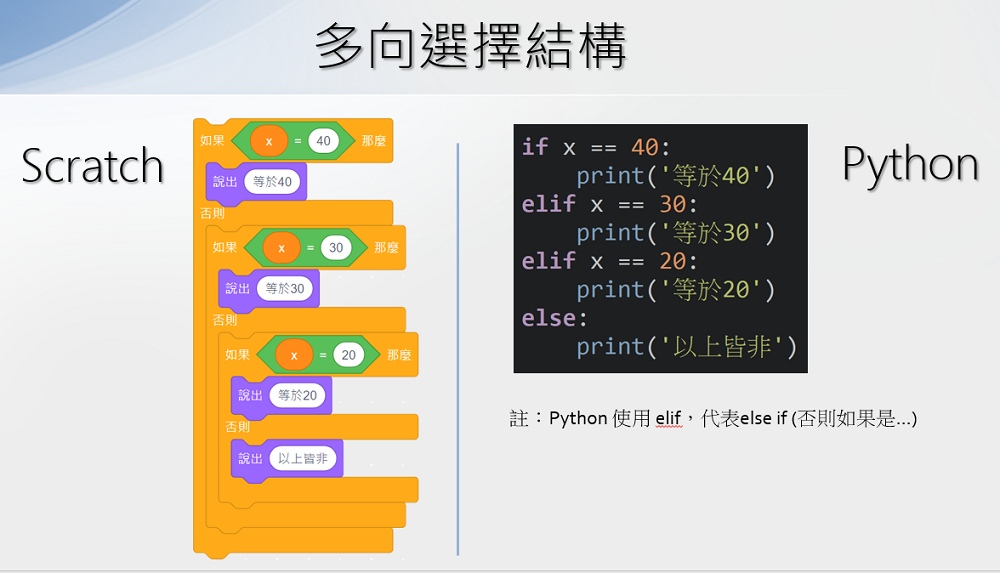 多向選擇結構
Scratch
如果 x = 40 那麼
說出 等於40
否則
如果 x = 30 那麼
說出 等於30
否則
如果 x = 20 那麼
說出 等於20
否則
說出 以上皆非
Python
if x == 40:
    print('等於40')
elif x == 30:
    print('等於30')
elif x == 20:
    print('等於20')
else:
    print('以上皆非')
註：Python 使用 elif，代表else if (否則如果是...)